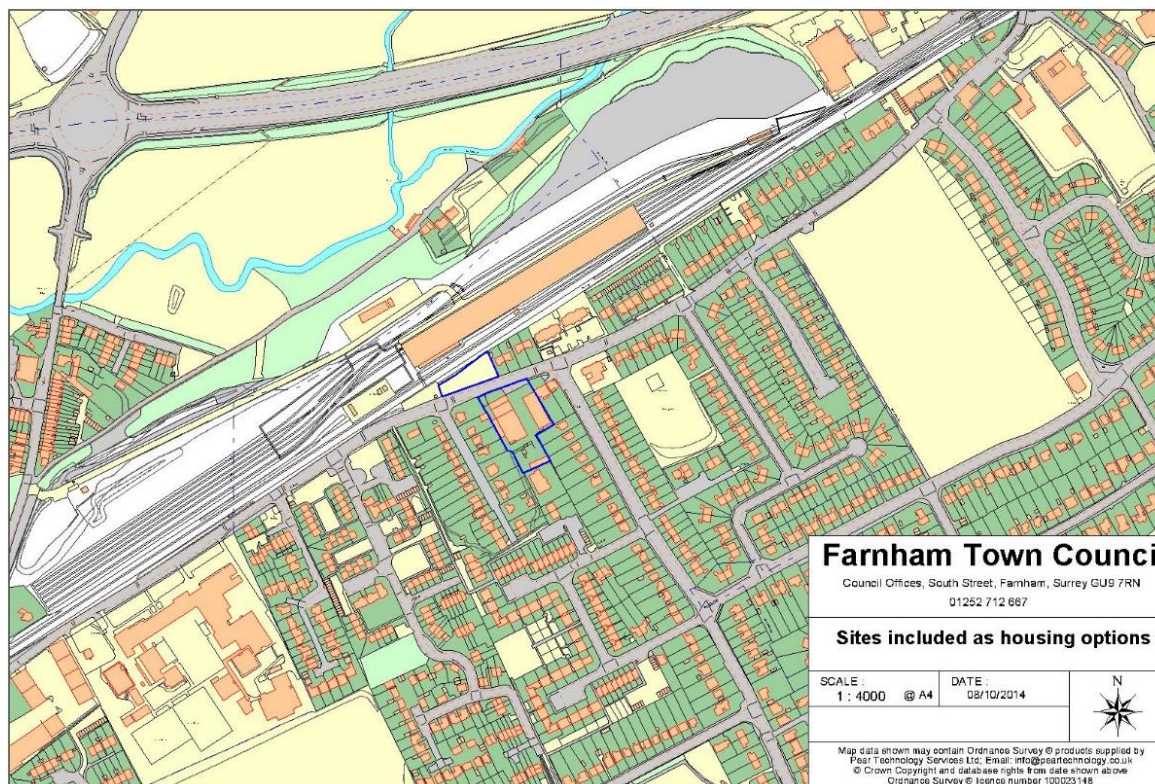 Farnham Town Counci
Council Offices, South Street, Farnham, Surrey GU9 7RN
01252 712 667
Sites included as housing options
SCALE :
1 : 4000 @ A4
DATE :
08/10/2014
N
Map data shown may contain Ordnance Survey © products supplied by
Pear Technology Services Ltd; Email: info@peartechnology.co.uk
© Crown Copyright and database rights from date shown above
Ordnance Survey ® licence number 100023148